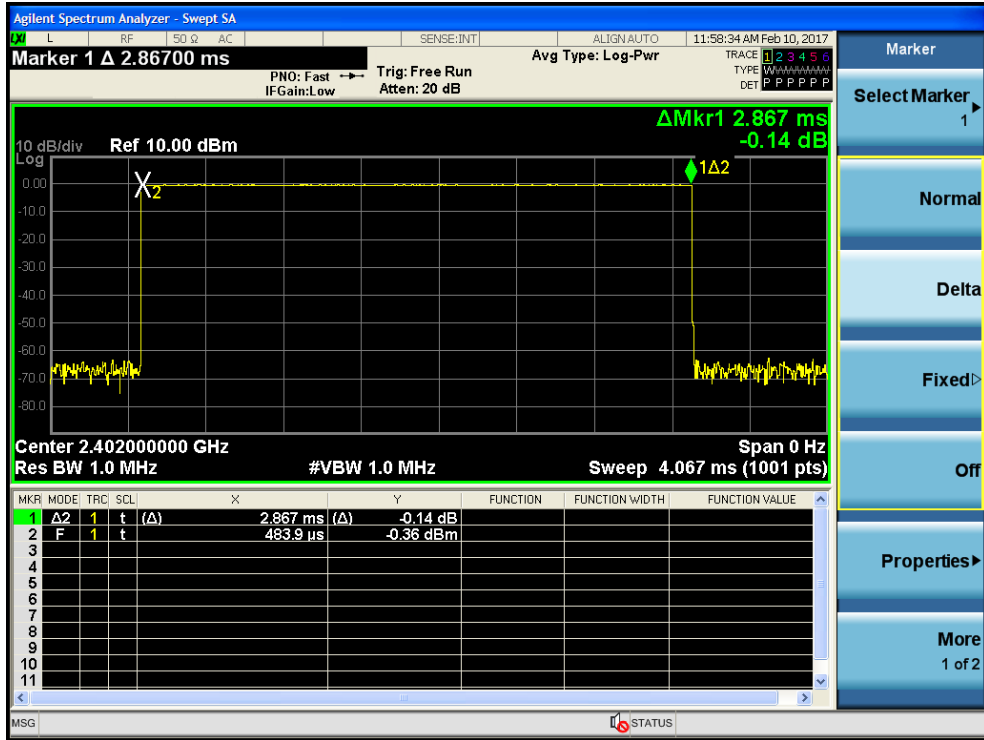 Agilent Spectrum Analyzer - Swept SA
LXI L RF 50 Ω AC SENSE:INT ALIGN AUTO 11:58:34 AM Feb 10, 2017
Marker 1 Δ 2.86700 ms
PNO: Fast
IFGain:Low
Trig: Free Run
Atten: 20 dB
Avg Type: Log-Pwr
TRACE 1 2 3 4 5 6
TYPE
DET P P P P P P
ΔMkr1 2.867 ms
-0.14 dB
10 dB/div Ref 10.00 dBm
Log
1Δ2
X2
0.00
-10.0
-20.0
-30.0
-40.0
-50.0
-60.0
-70.0
-80.0
Center 2.402000000 GHz Span 0 Hz
Res BW 1.0 MHz #VBW 1.0 MHz Sweep 4.067 ms (1001 pts)
MKR MODE TRC SCL X Y FUNCTION FUNCTION WIDTH FUNCTION VALUE
1 Δ2 1 t (Δ) 2.867 ms (Δ) -0.14 dB
2 F 1 t 483.9 µs -0.36 dBm
3
4
5
6
7
8
9
10
11
MSG STATUS
Marker
Select Marker
1
Normal
Delta
Fixed
Off
Properties
More
1 of 2